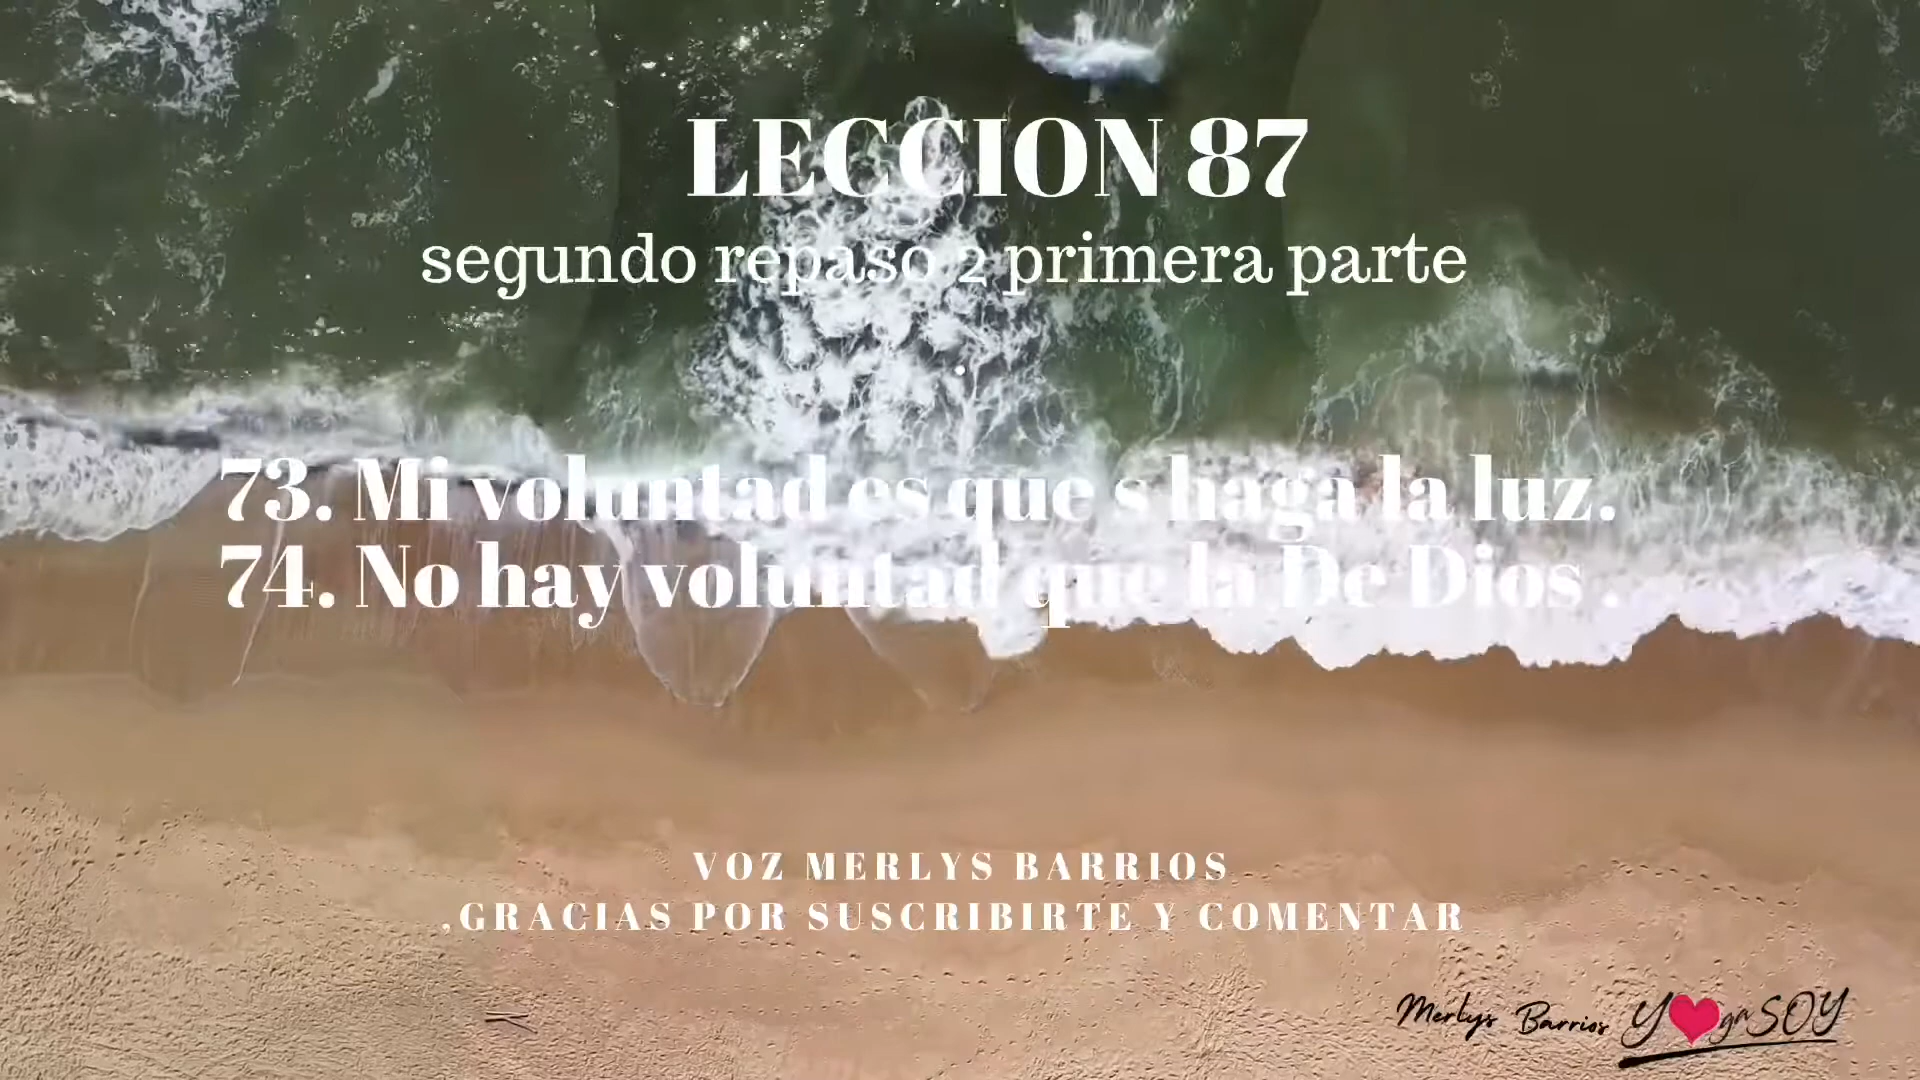 LECCION 87
segundo repaso 2 primera parte
73. Mi voluntad es que s haga la luz.
74. No hay voluntad que la De Dios .
VOZ MERLYS BARRIOS
,GRACIAS POR SUSCRIBIRTE Y COMENTAR
Merlys Barrios Y❤gaSOY